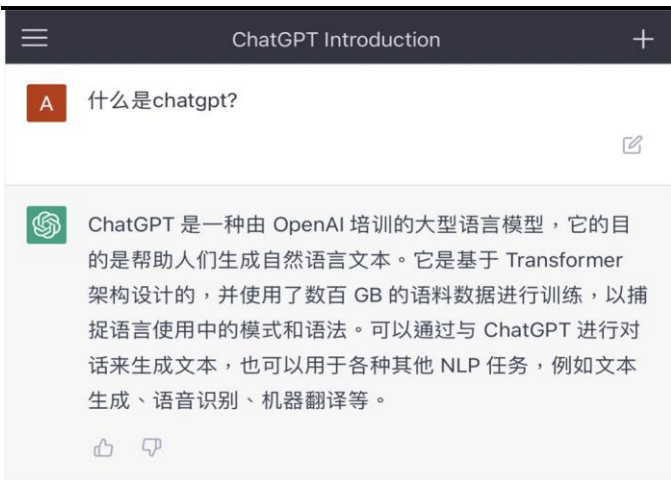 ChatGPT Introduction
A
什么是chatgpt?
ChatGPT 是一种由 OpenAI 培训的大型语言模型，它的目
的是帮助人们生成自然语言文本。它是基于 Transformer
架构设计的，并使用了数百 GB 的语料数据进行训练，以捕
捉语言使用中的模式和语法。可以通过与 ChatGPT 进行对
话来生成文本，也可以用于各种其他 NLP 任务，例如文本
生成、语音识别、机器翻译等。